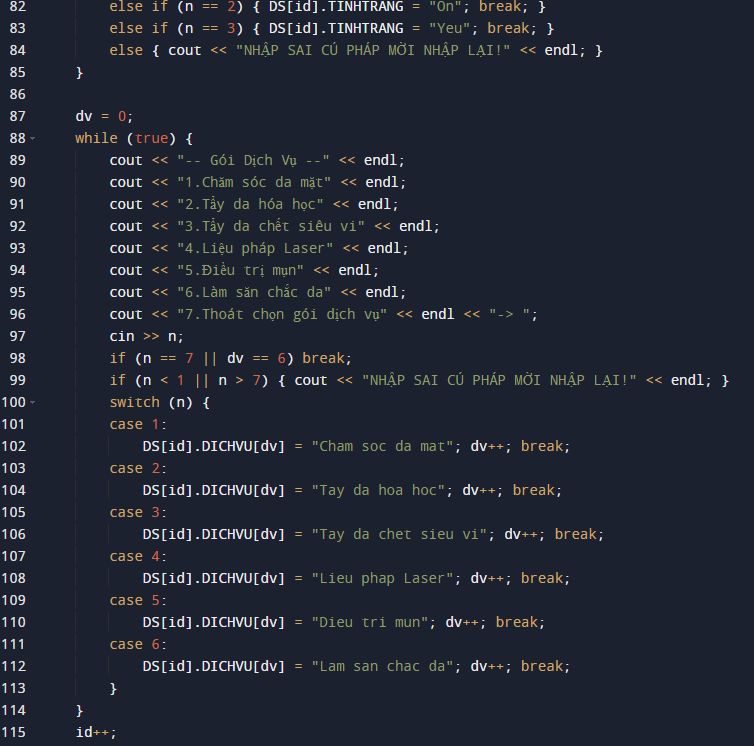 82 else if (n == 2) { DS[id].TINHTRANG = "On"; break; }
83 else if (n == 3) { DS[id].TINHTRANG = "Yeu"; break; }
84 else { cout << "NHẬP SAI CÚ PHÁP MỜI NHẬP LẠI!" << endl; }
85 }
86
87 dv = 0;
88 while (true) {
89 cout << "-- Gói Dịch Vụ --" << endl;
90 cout << "1.Chăm sóc da mặt" << endl;
91 cout << "2.Tẩy da hóa học" << endl;
92 cout << "3.Tẩy da chết siêu vi" << endl;
93 cout << "4.Liệu pháp Laser" << endl;
94 cout << "5.Điều trị mụn" << endl;
95 cout << "6.Làm săn chắc da" << endl;
96 cout << "7.Thoát chọn gói dịch vụ" << endl << "-> ";
97 cin >> n;
98 if (n == 7 || dv == 6) break;
99 if (n < 1 || n > 7) { cout << "NHẬP SAI CÚ PHÁP MỜI NHẬP LẠI!" << endl; }
100 switch (n) {
101 case 1:
102 DS[id].DICHVU[dv] = "Cham soc da mat"; dv++; break;
103 case 2:
104 DS[id].DICHVU[dv] = "Tay da hoa hoc"; dv++; break;
105 case 3:
106 DS[id].DICHVU[dv] = "Tay da chet sieu vi"; dv++; break;
107 case 4:
108 DS[id].DICHVU[dv] = "Lieu phap Laser"; dv++; break;
109 case 5:
110 DS[id].DICHVU[dv] = "Dieu tri mun"; dv++; break;
111 case 6:
112 DS[id].DICHVU[dv] = "Lam san chac da"; dv++; break;
113 }
114 }
115 id++;